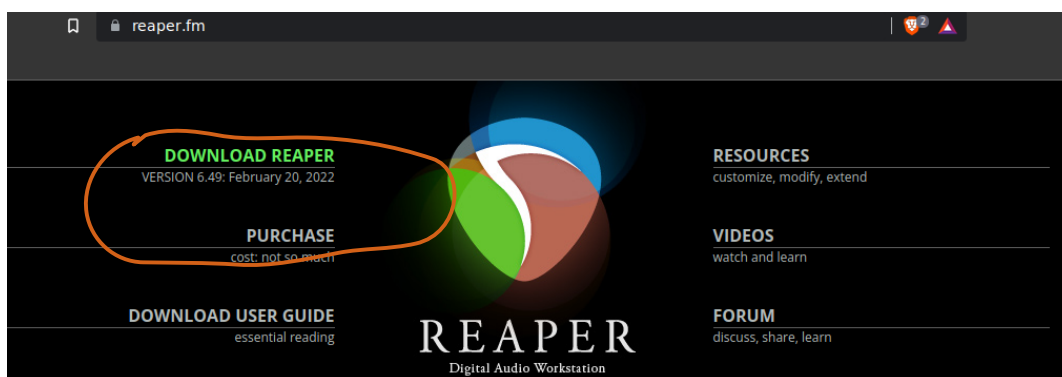 reaper.fm
2
DOWNLOAD REAPER
VERSION 6.49: February 20, 2022
PURCHASE
cost: not so much
DOWNLOAD USER GUIDE
essential reading
REAPER
Digital Audio Workstation
RESOURCES
customize, modify, extend
VIDEOS
watch and learn
FORUM
discuss, share, learn